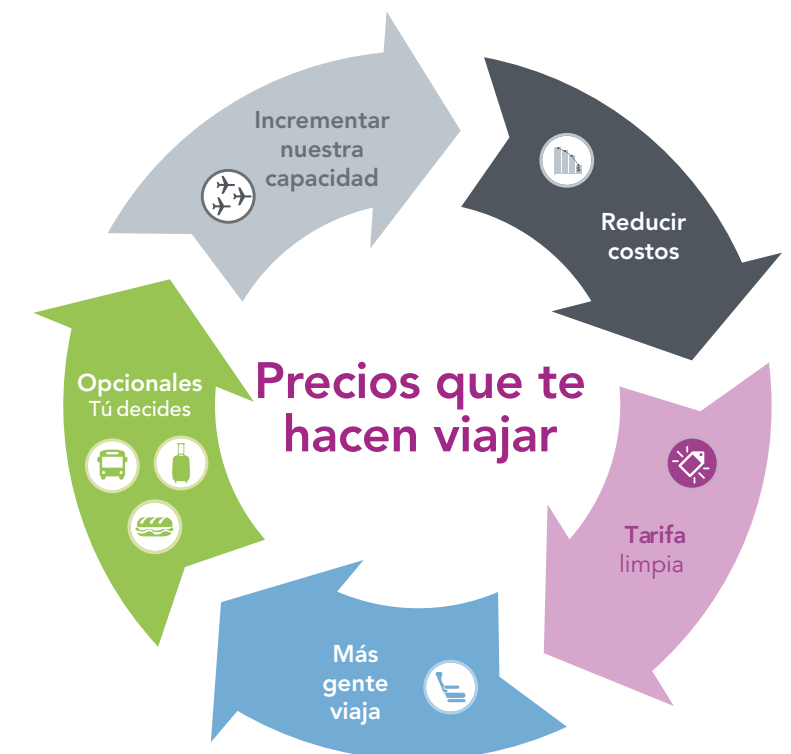 Incrementar
nuestra
capacidad
Reducir
costos
Opcionales
Tú decides
Precios que te
hacen viajar
Tarifa
limpia
Más
gente
viaja